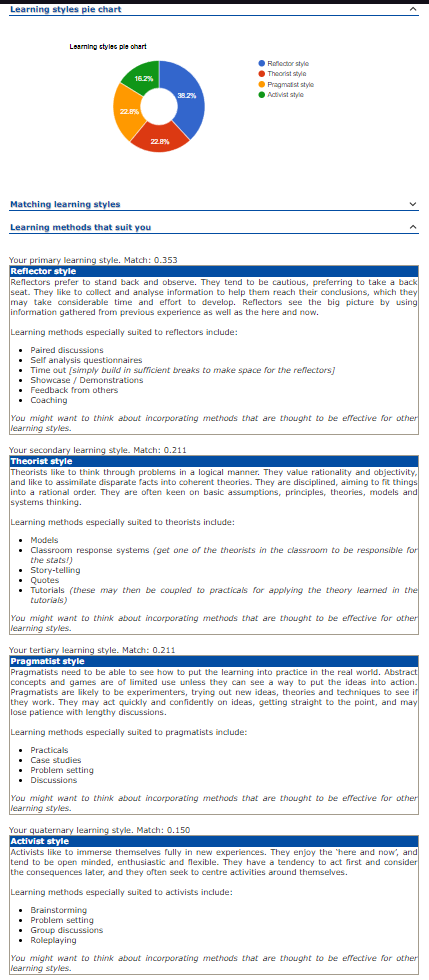 Learning styles pie chart
Learning styles pie chart
16.2%
38.2%
22.8%
22.8%
Reflector style
Theorist style
Pragmatist style
Activist style
Matching learning styles
Learning methods that suit you
Your primary learning style. Match: 0.353
Reflector style
Reflectors prefer to stand back and observe. They tend to be cautious, preferring to take a back
seat. They like to collect and analyse information to help them reach their conclusions, which they
may take considerable time and effort to develop. Reflectors see the big picture by using
information gathered from previous experience as well as the here and now.
Learning methods especially suited to reflectors include:
Paired discussions
Self analysis questionnaires
Time out [simply build in sufficient breaks to make space for the reflectors]
Showcase / Demonstrations
Feedback from others
Coaching
You might want to think about incorporating methods that are thought to be effective for other
learning styles.
Your secondary learning style. Match: 0.211
Theorist style
Theorists like to think through problems in a logical manner. They value rationality and objectivity,
and like to assimilate disparate facts into coherent theories. They are disciplined, aiming to fit things
into a rational order. They are often keen on basic assumptions, principles, theories, models and
systems thinking.
Learning methods especially suited to theorists include:
Models
Classroom response systems (get one of the theorists in the classroom to be responsible for
the stats!)
Story-telling
Quotes
Tutorials (these may then be coupled to practicals for applying the theory learned in the
tutorials)
You might want to think about incorporating methods that are thought to be effective for other
learning styles.
Your tertiary learning style. Match: 0.211
Pragmatist style
Pragmatists need to be able to see how to put the learning into practice in the real world. Abstract
concepts and games are of limited use unless they can see a way to put the ideas into action.
Pragmatists are likely to be experimenters, trying out new ideas, theories and techniques to see if
they work. They may act quickly and confidently on ideas, getting straight to the point, and may
lose patience with lengthy discussions.
Learning methods especially suited to pragmatists include:
Practicals
Case studies
Problem setting
Discussions
You might want to think about incorporating methods that are thought to be effective for other
learning styles.
Your quaternary learning style. Match: 0.150
Activist style
Activists like to immerse themselves fully in new experiences. They enjoy the 'here and now', and
tend to be open minded, enthusiastic and flexible. They have a tendency to act first and consider
the consequences later, and they often seek to centre activities around themselves.
Learning methods especially suited to activists include:
Brainstorming
Problem setting
Group discussions
Roleplaying
You might want to think about incorporating methods that are thought to be effective for other
learning styles.